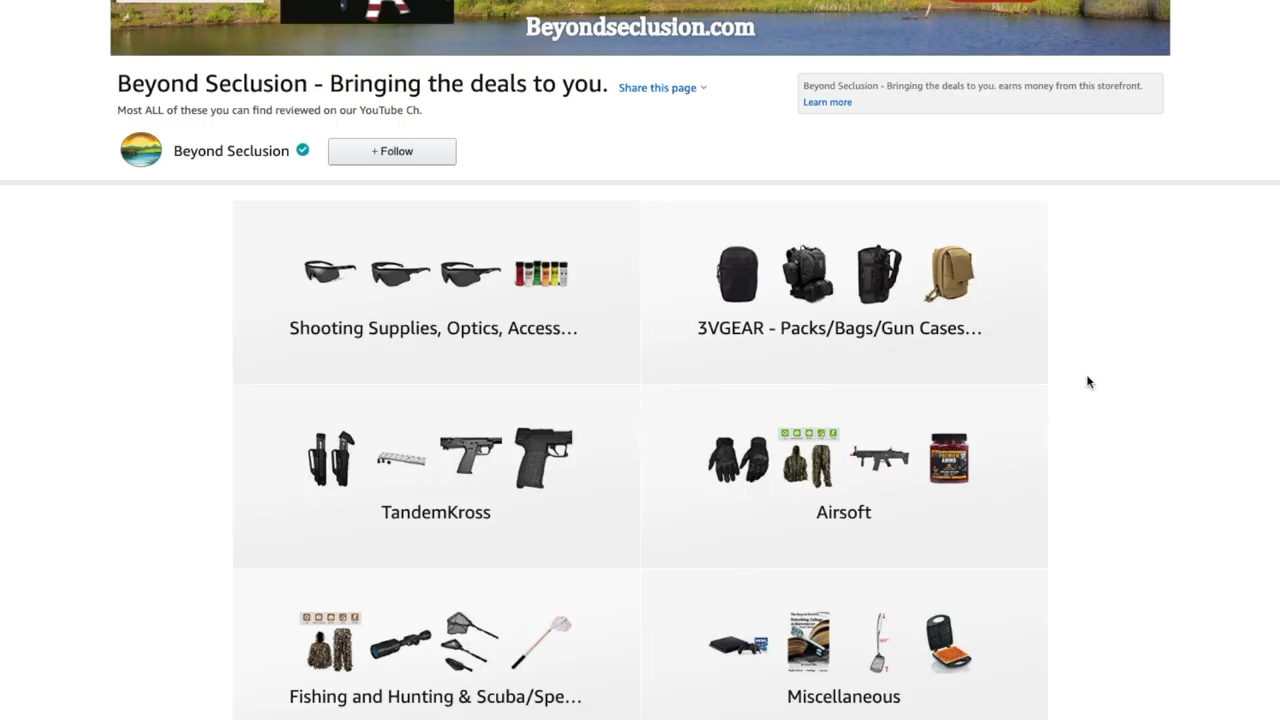 Beyondseclusion.com
Beyond Seclusion - Bringing the deals to you.
Share this page
Beyond Seclusion - Bringing the deals to you. earns money from this storefront.
Learn more
Most ALL of these you can find reviewed on our YouTube Ch.
Beyond Seclusion
+ Follow
Shooting Supplies, Optics, Access...
3VGEAR - Packs/Bags/Gun Cases...
TandemKross
Airsoft
Fishing and Hunting & Scuba/Spe...
Miscellaneous